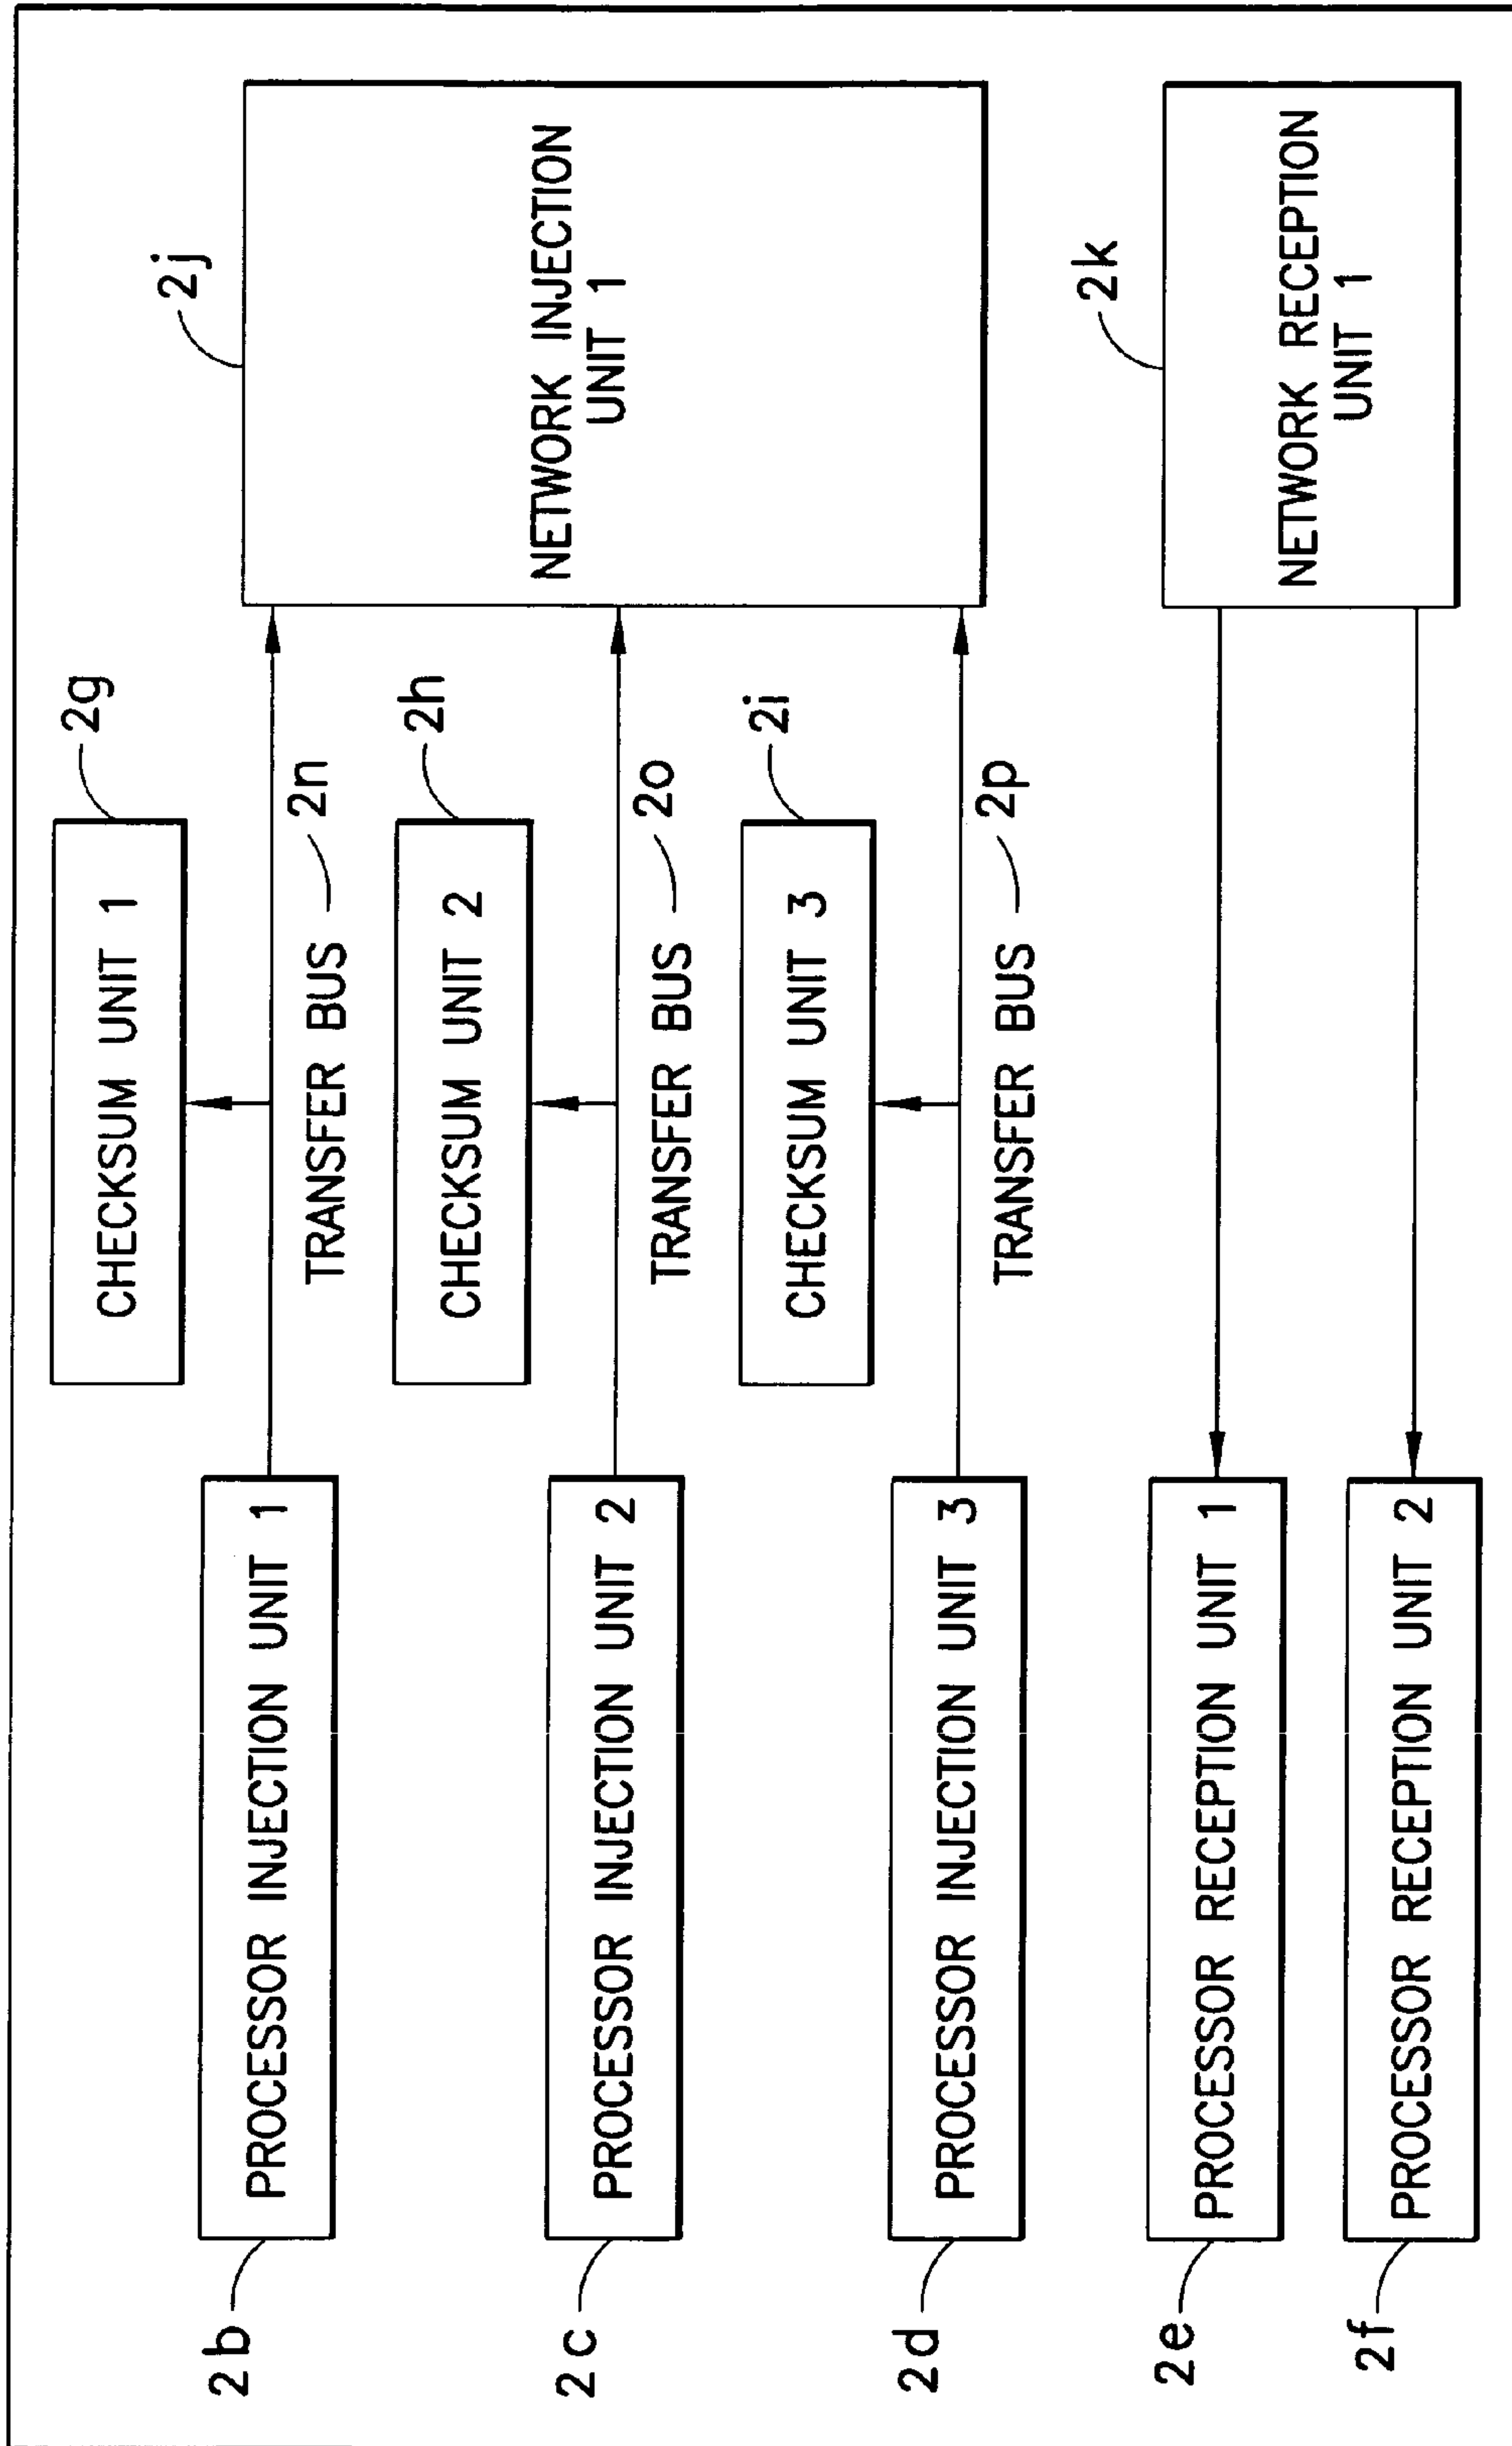 2g
CHECKSUM UNIT 1
2j
2b
PROCESSOR INJECTION UNIT 1
TRANSFER BUS
2n
NETWORK INJECTION
UNIT 1
2h
CHECKSUM UNIT 2
2c
PROCESSOR INJECTION UNIT 2
TRANSFER BUS
2o
2i
CHECKSUM UNIT 3
2d
PROCESSOR INJECTION UNIT 3
TRANSFER BUS
2p
2k
2e
PROCESSOR RECEPTION UNIT 1
NETWORK RECEPTION
UNIT 1
2f
PROCESSOR RECEPTION UNIT 2